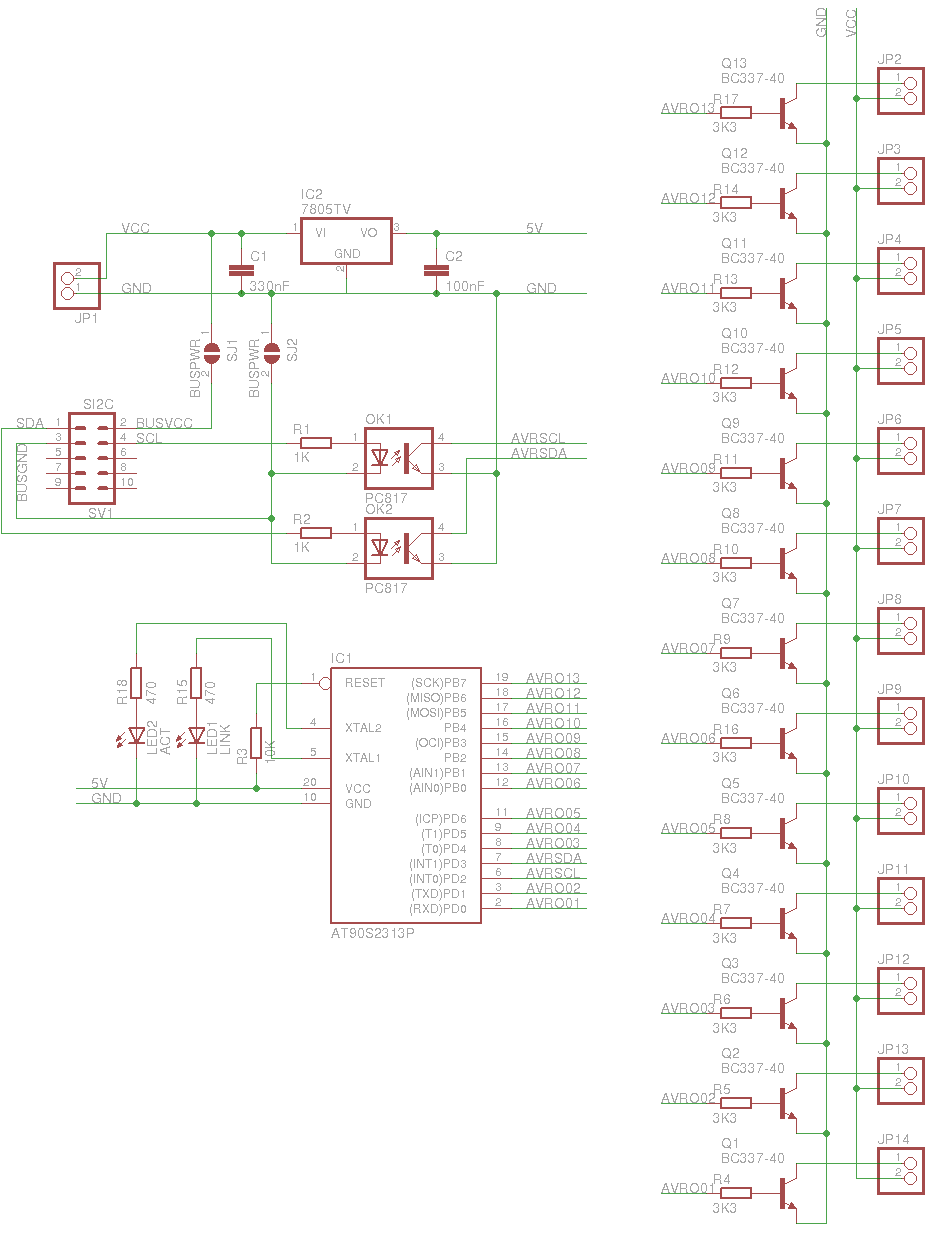 GND
VCC
Q13
BC337-40
AVRO13
R17
3K3
JP2
1
2
Q12
BC337-40
AVRO12
R14
3K3
JP3
1
2
Q11
BC337-40
AVRO11
R13
3K3
JP4
1
2
Q10
BC337-40
AVRO10
R12
3K3
JP5
1
2
Q9
BC337-40
AVRO09
R11
3K3
JP6
1
2
Q8
BC337-40
AVRO08
R10
3K3
JP7
1
2
Q7
BC337-40
AVRO07
R9
3K3
JP8
1
2
Q6
BC337-40
AVRO06
R16
3K3
JP9
1
2
Q5
BC337-40
AVRO05
R8
3K3
JP10
1
2
Q4
BC337-40
AVRO04
R7
3K3
JP11
1
2
Q3
BC337-40
AVRO03
R6
3K3
JP12
1
2
Q2
BC337-40
AVRO02
R5
3K3
JP13
1
2
Q1
BC337-40
AVRO01
R4
3K3
JP14
1
2
IC2
7805TV
1 VI VO 3
GND
2
VCC
5V
C1
330nF
C2
100nF
GND
GND
2
1
JP1
BUSPWR
1
2
SJ1
BUSPWR
1
2
SJ2
SI2C
SDA 1 2 BUSVCC
3 4 SCL
5 6
7 8
9 10
BUSGND
SV1
R1
1K
OK1
1 4
2 3
PC817
AVRSCL
AVRSDA
R2
1K
OK2
1 4
2 3
PC817
R18
470
R15
470
LED2
ACT
LED1
LINK
R3
10K
5V
GND
IC1
1 RESET
4 XTAL2
5 XTAL1
20 VCC
10 GND
(SCK)PB7 19 AVRO13
(MISO)PB6 18 AVRO12
(MOSI)PB5 17 AVRO11
PB4 16 AVRO10
(OCI)PB3 15 AVRO09
PB2 14 AVRO08
(AIN1)PB1 13 AVRO07
(AIN0)PB0 12 AVRO06
(ICP)PD6 11 AVRO05
(T1)PD5 9 AVRO04
(T0)PD4 8 AVRO03
(INT1)PD3 7 AVRSDA
(INT0)PD2 6 AVRSCL
(TXD)PD1 3 AVRO02
(RXD)PD0 2 AVRO01
AT90S2313P